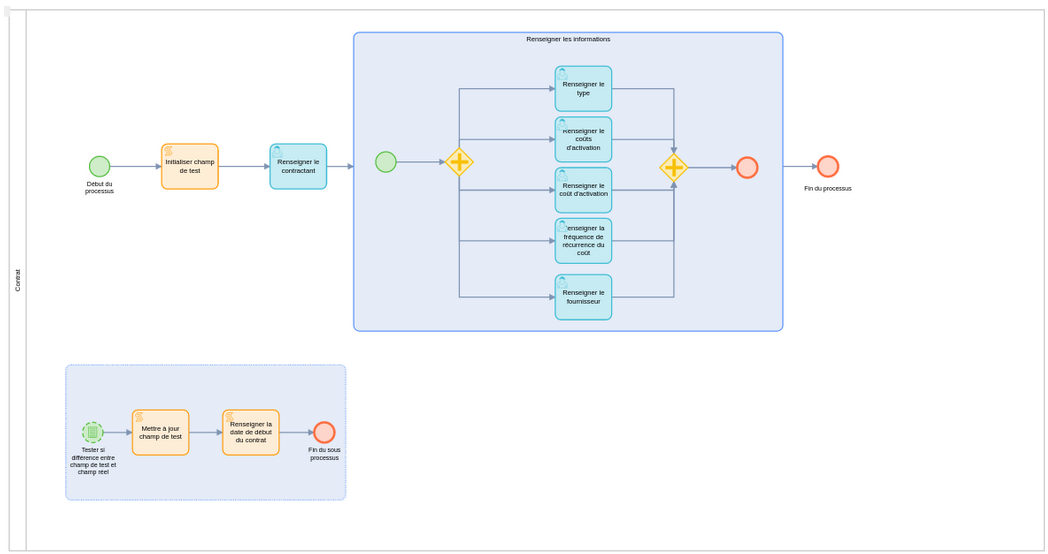 Renseigner les informations
Renseigner le
type
Renseigner le
coûts
d'activation
Début du
processus
Initialiser champ
de test
Renseigner le
contractant
Fin du processus
Renseigner le
coût d'activation
Renseigner la
fréquence de
récurrence du
coût
Renseigner le
fournisseur
Contrat
Tester si
différence entre
champ de test et
champ réel
Mettre à jour
champ de test
Renseigner la
date de début
du contrat
Fin du sous
processus